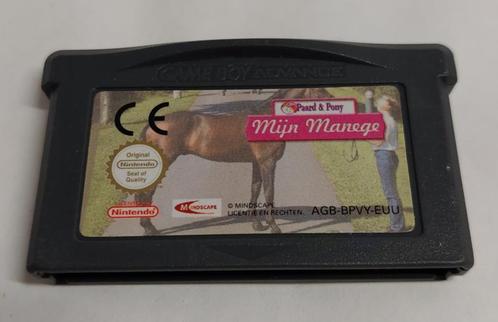 GAME BOY ADVANCE
CE
Paard & Pony
Mijn Manege
Original
Nintendo
Seal of
Quality
Nintendo
MINDSCAPE
© MINDSCAPE.
LICENTIE EN RECHTEN.
AGB-BPVY-EUU